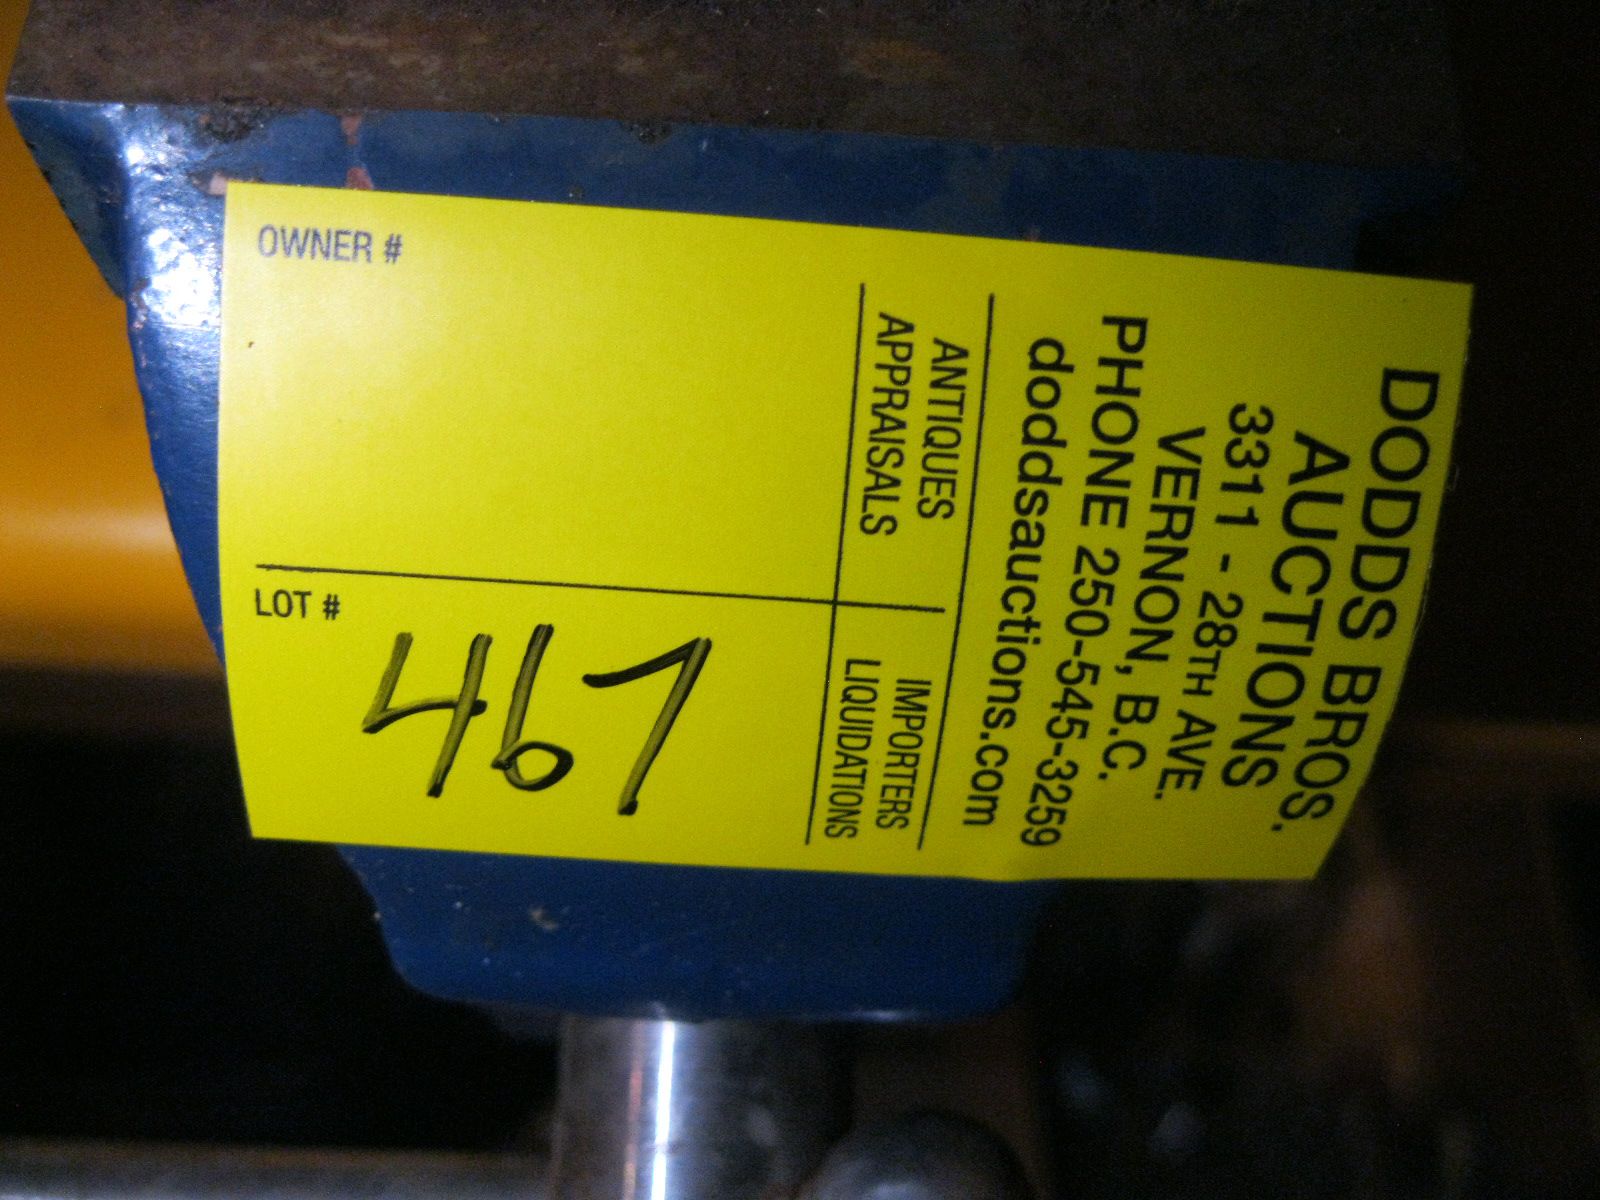 DODDS BROS.
AUCTIONS
3311 - 28TH AVE.
VERNON, B.C.
PHONE 250-545-3259
doddsauctions.com
ANTIQUES
APPRAISALS
IMPORTERS
LIQUIDATIONS
OWNER #
LOT #
467